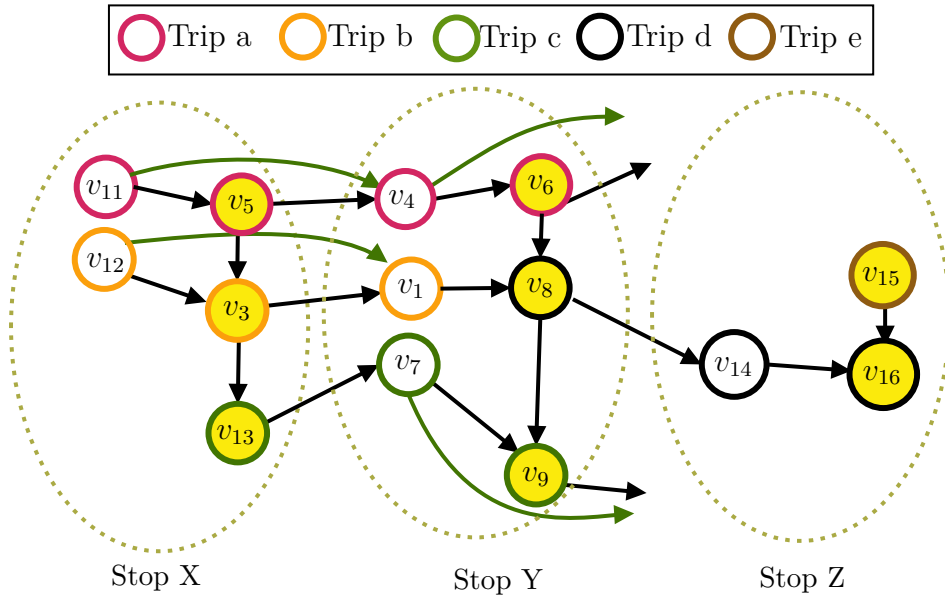 Trip a Trip b Trip c Trip d Trip e
v11 v5 v4 v6
v12 v3 v1 v8 v15
v7 v14 v16
v13 v9
Stop X Stop Y Stop Z